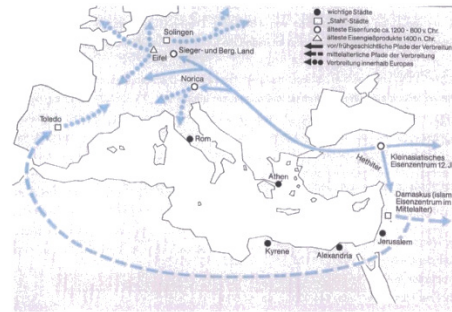 wichtige Städte
„Stahl"-Städte
älteste Eisenfunde ca. 1200 - 800 v. Chr.
älteste Eisengießprodukte 1400 n. Chr.
vor/frühgeschichtliche Pfade der Verbreitung
mittelalterliche Pfade der Verbreitung
Verbreitung innerhalb Europas
Solingen
Sieger- und Berg. Land
Eifel
Norica
Toledo
Rom
Athen
Hethiter
Kleinasiatisches
Eisenzentrum 12. J
Damaskus (islam
Eisenzentrum im
Mittelalter)
Jerusalem
Kyrene
Alexandria